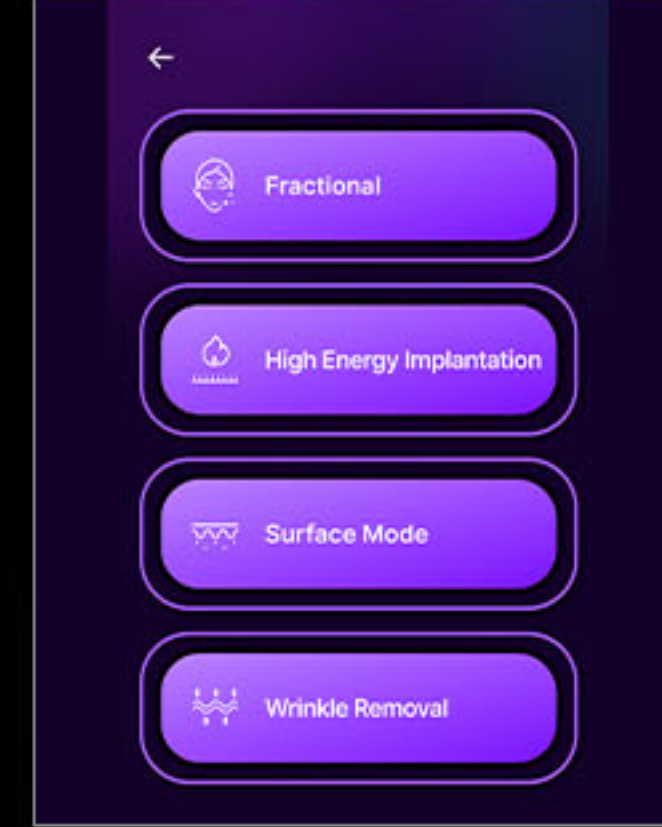 Fractional
High Energy Implantation
Surface Mode
Wrinkle Removal